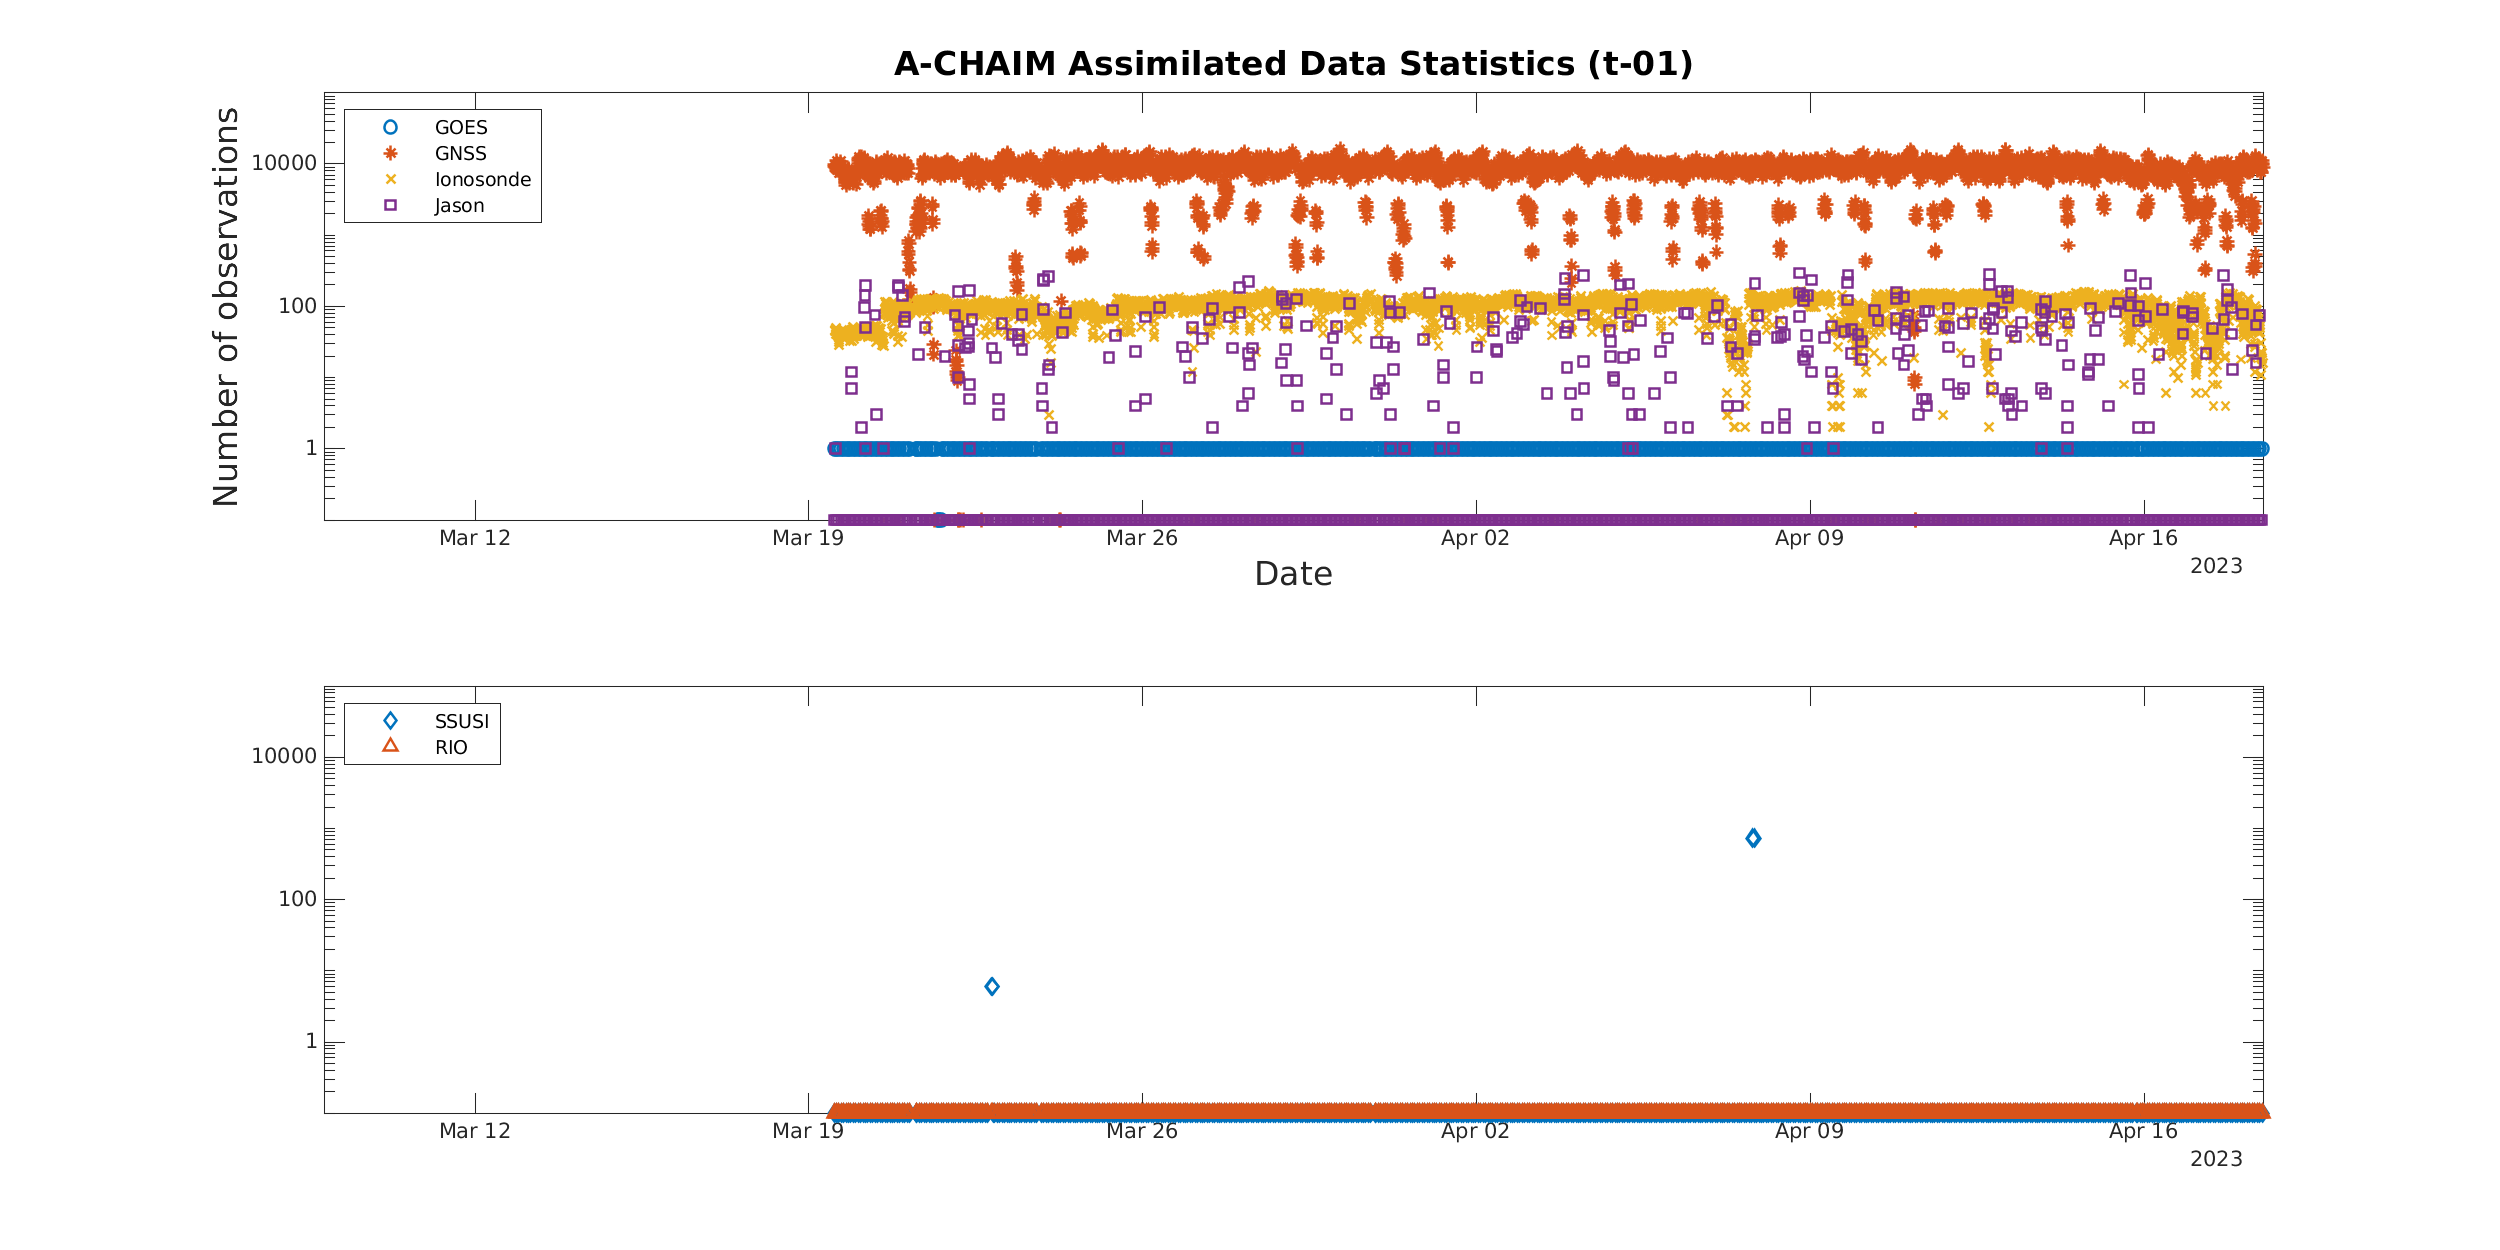 A-CHAIM Assimilated Data Statistics (t-01)
Number of observations
10000
100
1
GOES
GNSS
Ionosonde
Jason
Mar 12 Mar 19 Mar 26 Apr 02 Apr 09 Apr 16
2023
Date
10000
100
1
SSUSI
RIO
Mar 12 Mar 19 Mar 26 Apr 02 Apr 09 Apr 16
2023